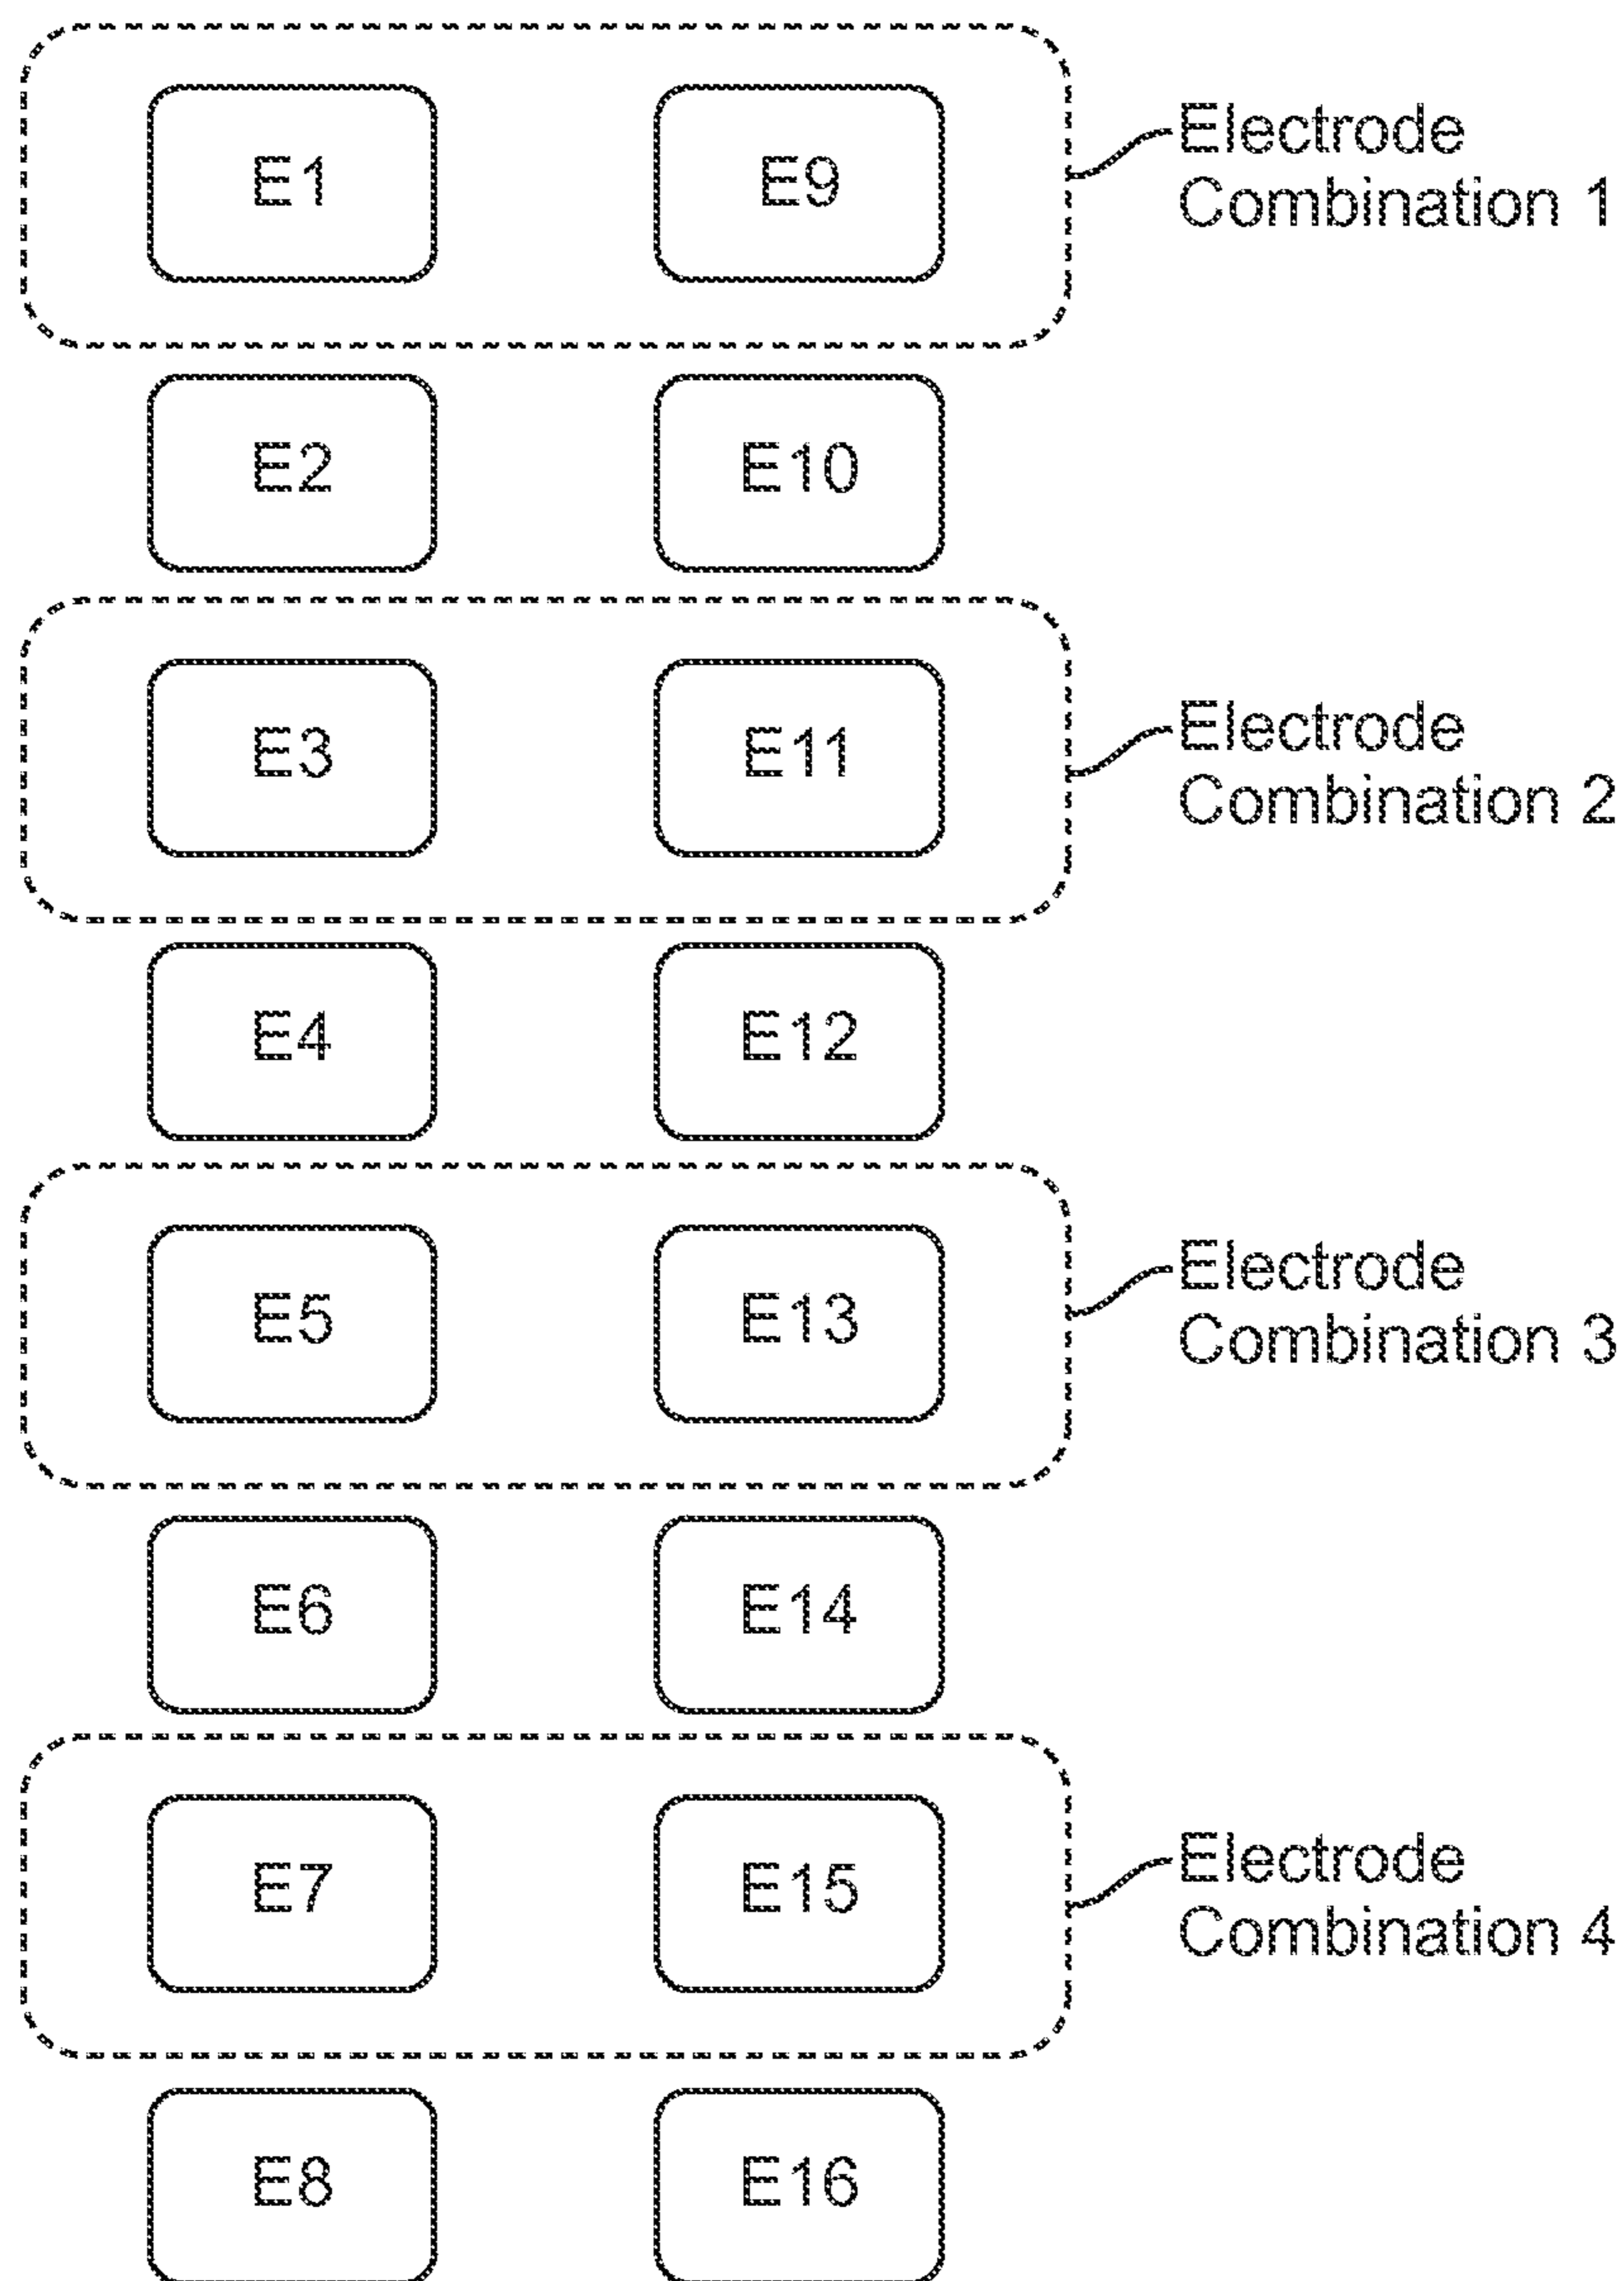 E1
E9
Electrode
Combination 1
E2
E10
E3
E11
Electrode
Combination 2
E4
E12
E5
E13
Electrode
Combination 3
E6
E14
E7
E15
Electrode
Combination 4
E8
E16